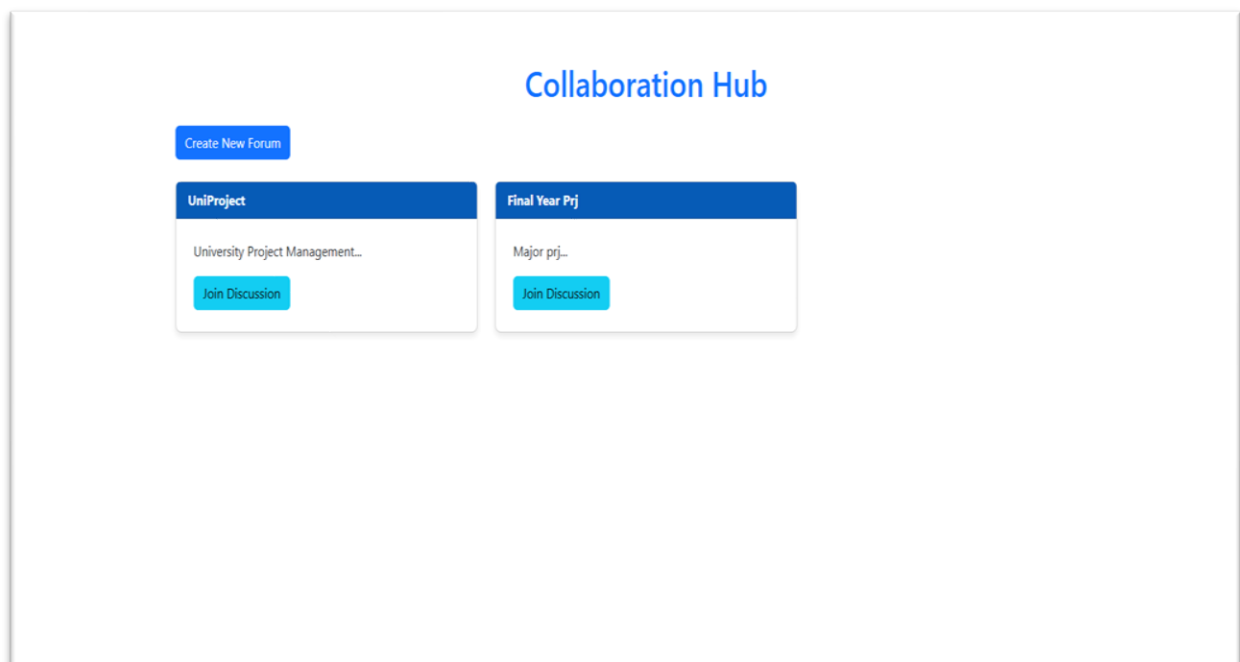 Collaboration Hub
Create New Forum
UniProject
University Project Management...
Join Discussion
Final Year Prj
Major prj...
Join Discussion